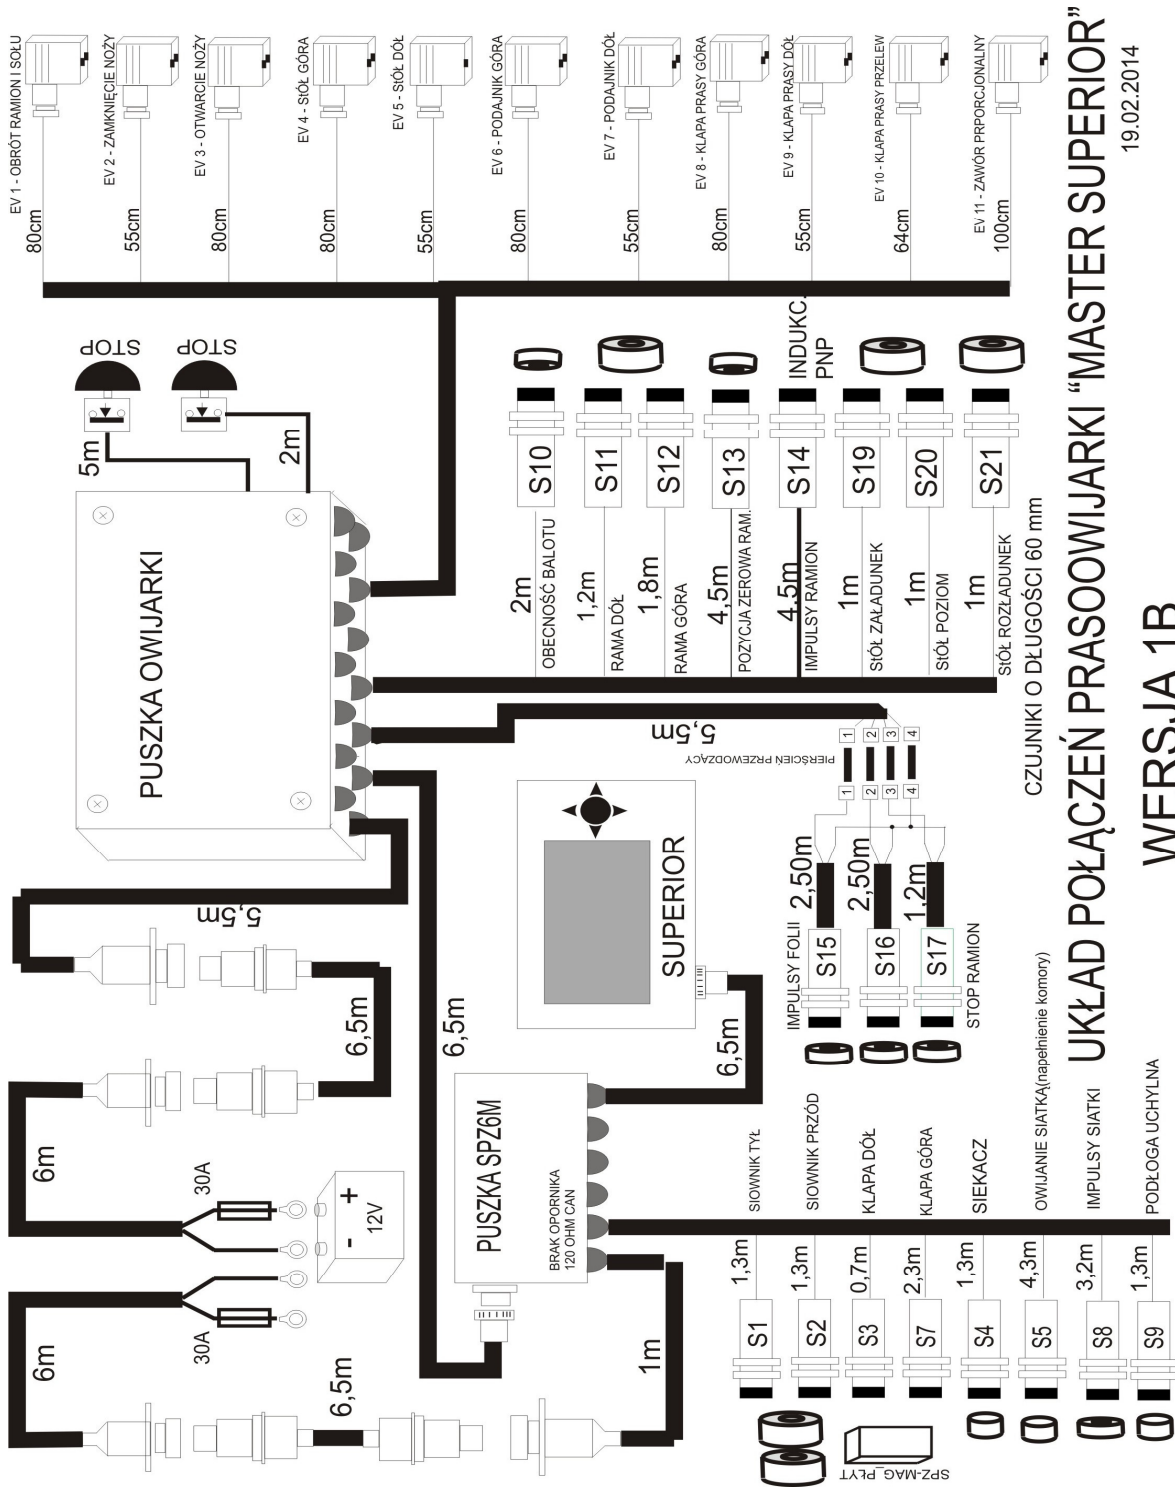 EV 1 - OBRÓT RAMION I SOŁU
80cm
EV 2 - ZAMKNIĘCIE NOŻY
55cm
EV 3 - OTWARCIE NOŻY
80cm
EV 4 - StÓŁ GÓRA
80cm
EV 5 - StÓŁ DÓŁ
55cm
EV 6 - PODAJNIK GÓRA
80cm
EV 7 - PODAJNIK DÓŁ
55cm
EV 8 - KLAPA PRASY GÓRA
80cm
EV 9 - KLAPA PRASY DÓŁ
55cm
EV 10 - KLAPA PRASY PRZELEW
64cm
EV 11 - ZAWÓR PRPORCJONALNY
100cm
STOP
STOP
5m
2m
PUSZKA OWIJARKI
S10
2m
OBECNOŚĆ BALOTU
S11
1,2m
RAMA DÓŁ
S12
1,8m
RAMA GÓRA
S13
4,5m
POZYCJA ZEROWA RAM.
INDUKC.
PNP
S14
4,5m
IMPULSY RAMION
S19
1m
StÓŁ ZAŁADUNEK
S20
1m
StÓŁ POZIOM
S21
1m
StÓŁ ROZŁADUNEK
CZUJNIKI O DŁUGOŚCI 60 mm
5,5m
5,5m
PIERŚCIEŃ PRZEWODZĄCY
1
2
3
4
1
2
3
4
SUPERIOR
6,5m
6,5m
6,5m
6m
30A
+
-
12V
30A
6m
6,5m
1m
PUSZKA SPZ6M
BRAK OPORNIKA
120 OHM CAN
IMPULSY FOLII
S15
2,50m
S16
2,50m
S17
1,2m
STOP RAMION
SIOWNIK TYŁ
1,3m
S1
SIOWNIK PRZÓD
1,3m
S2
KLAPA DÓŁ
0,7m
S3
KLAPA GÓRA
2,3m
S7
SIEKACZ
1,3m
S4
OWIJANIE SIATKĄ(napełnienie komory)
4,3m
S5
IMPULSY SIATKI
3,2m
S8
PODŁOGA UCHYLNA
1,3m
S9
SPZ-MAG_PŁYT
UKŁAD POŁĄCZEŃ PRASOOWIJARKI “MASTER SUPERIOR”
19.02.2014
WERSJA 1B